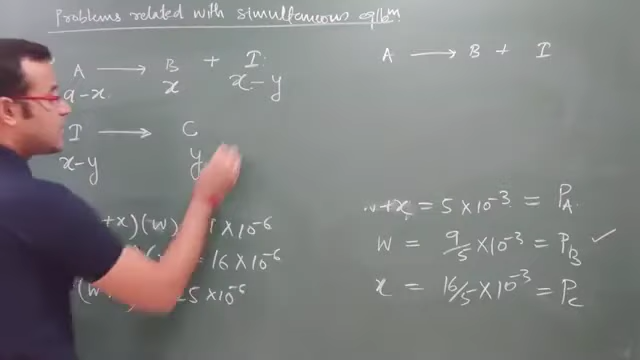 Problems related with simultaneous eqlbm
A → B + I
a-x x x-y
I → C
x-y y
+x)(w) × 10⁻⁶
= 16 × 10⁻⁶
(w 5 × 10⁻⁶
A → B + I
+x = 5 × 10⁻³ = P_A
w = 9/5 × 10⁻³ = P_B ✓
x = 16/5 × 10⁻³ = P_C